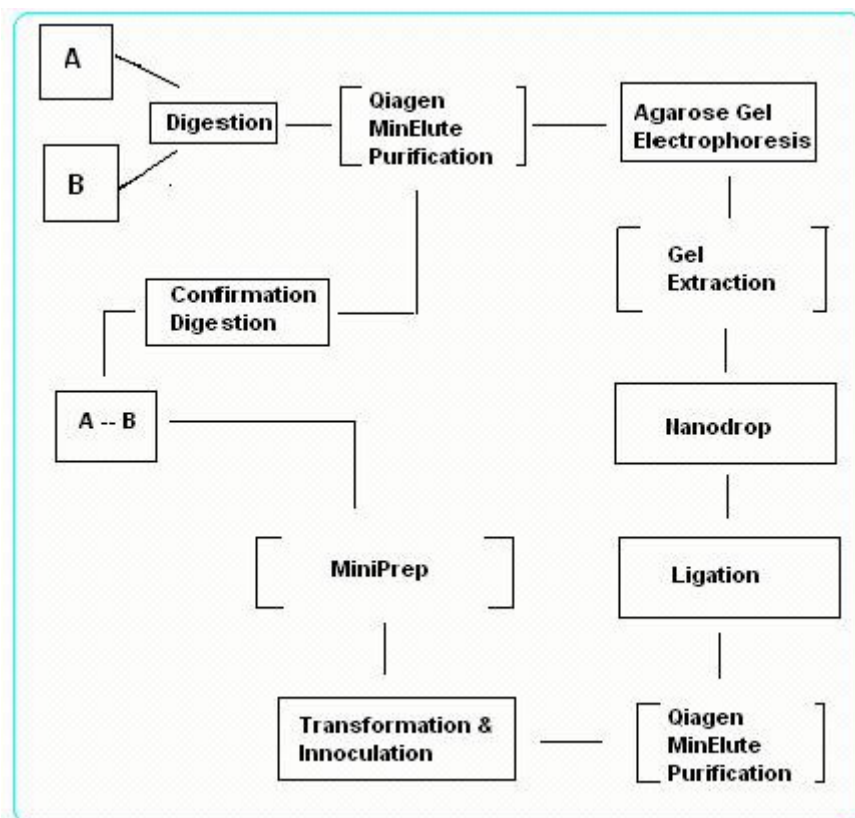 A
B
Digestion
Qiagen
MinElute
Purification
Agarose Gel
Electrophoresis
Gel
Extraction
Confirmation
Digestion
A -- B
Nanodrop
MiniPrep
Ligation
Transformation &
Innoculation
Qiagen
MinElute
Purification